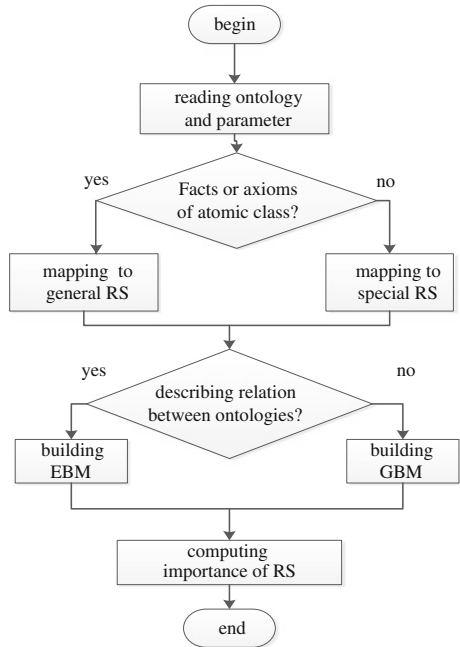 begin
reading ontology
and parameter
yes
no
Facts or axioms
of atomic class?
mapping to
general RS
mapping to
special RS
yes
no
describing relation
between ontologies?
building
EBM
building
GBM
computing
importance of RS
end